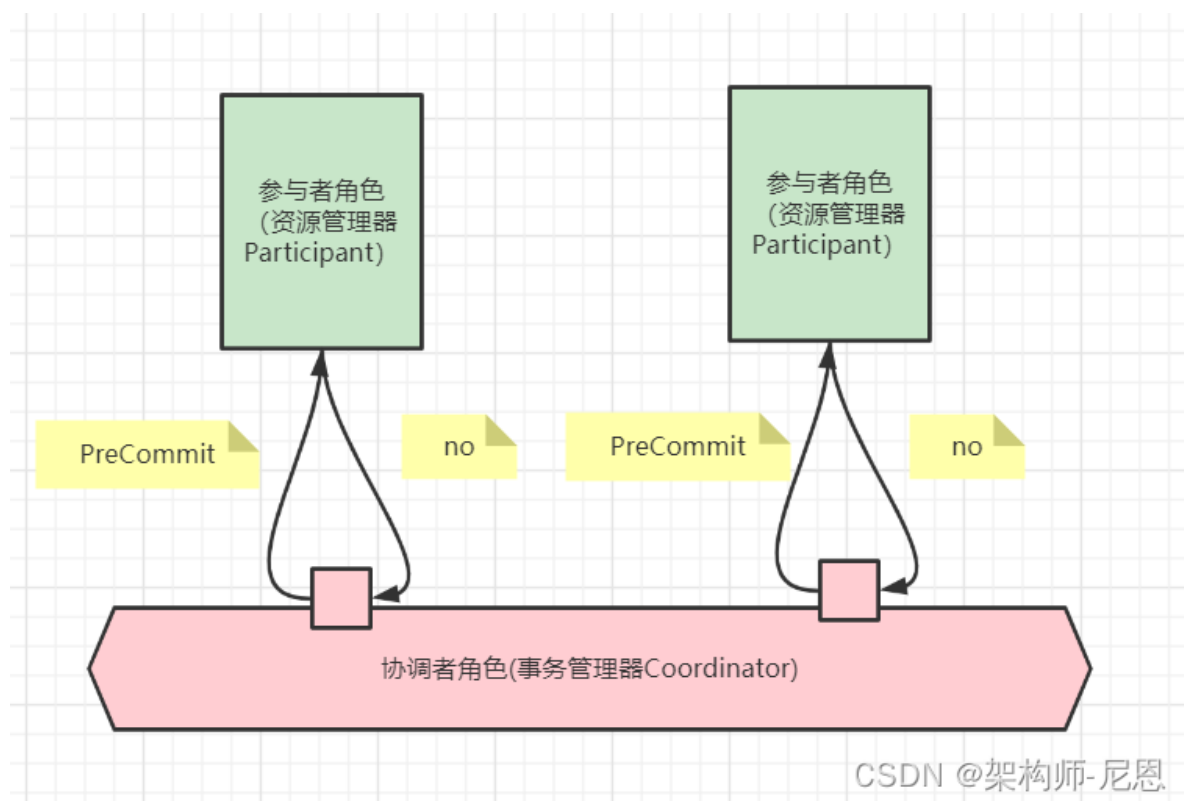 参与者角色
（资源管理器
Participant）
参与者角色
（资源管理器
Participant）
PreCommit
no
PreCommit
no
协调者角色(事务管理器Coordinator)
CSDN @架构师-尼恩